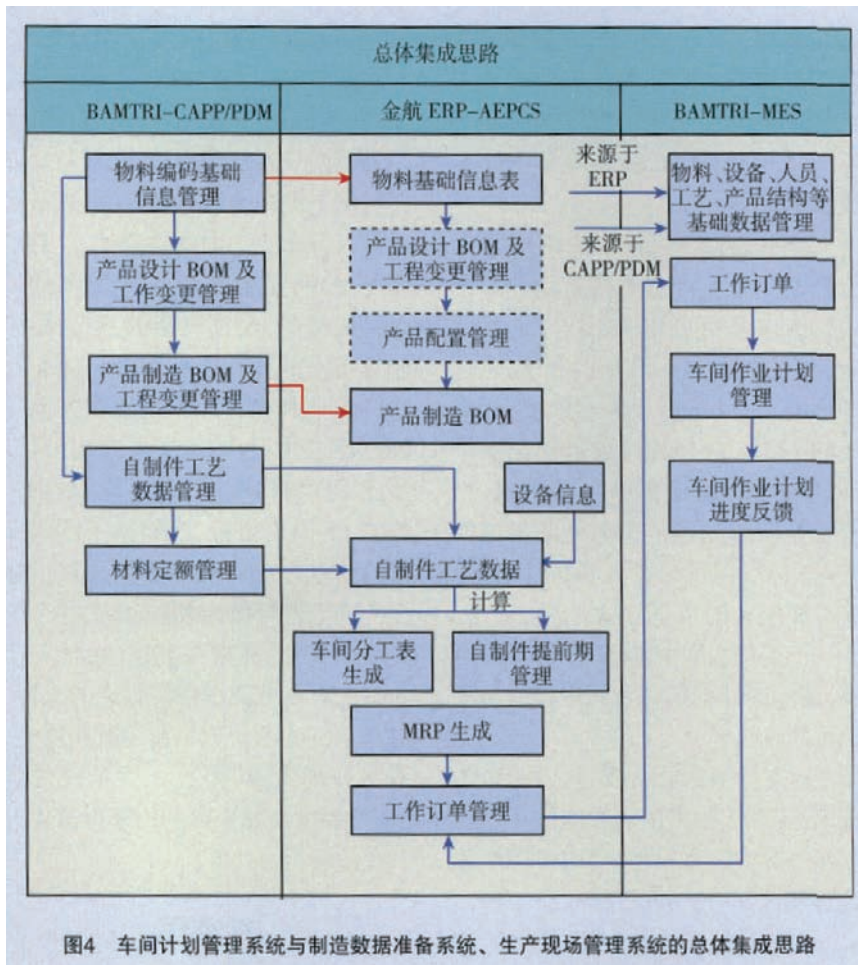 总体集成思路
BAMTRI-CAPP/PDM
金航 ERP-AEPCS
BAMTRI-MES
物料编码基础
信息管理
产品设计 BOM 及
工作变更管理
产品制造 BOM 及
工程变更管理
自制件工艺
数据管理
材料定额管理
物料基础信息表
产品设计 BOM 及
工程变更管理
产品配置管理
产品制造 BOM
设备信息
自制件工艺数据
计算
车间分工表
生成
自制件提前期
管理
MRP 生成
工作订单管理
来源于
ERP
来源于
CAPP/PDM
物料、设备、人员、
工艺、产品结构等
基础数据管理
工作订单
车间作业计划
管理
车间作业计划
进度反馈
图4 车间计划管理系统与制造数据准备系统、生产现场管理系统的总体集成思路